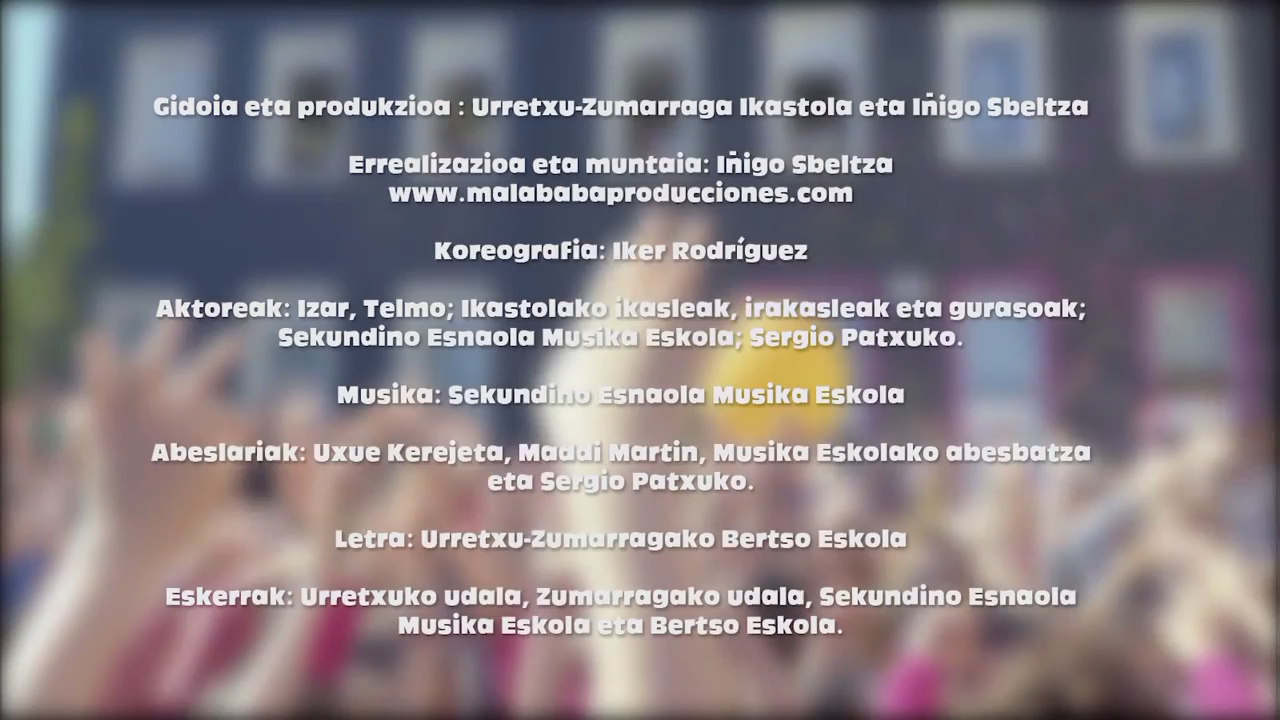 Gidoia eta produkzioa : Urretxu-Zumarraga Ikastola eta Iñigo Sbeltza
Errealizazioa eta muntaia: Iñigo Sbeltza
www.malababaproducciones.com
Koreografia: Iker Rodríguez
Aktoreak: Izar, Telmo; Ikastolako ikasleak, irakasleak eta gurasoak;
Sekundino Esnaola Musika Eskola; Sergio Patxuko.
Musika: Sekundino Esnaola Musika Eskola
Abeslariak: Uxue Kerejeta, Maddi Martin, Musika Eskolako abesbatza
eta Sergio Patxuko.
Letra: Urretxu-Zumarragako Bertso Eskola
Eskerrak: Urretxuko udala, Zumarragako udala, Sekundino Esnaola
Musika Eskola eta Bertso Eskola.